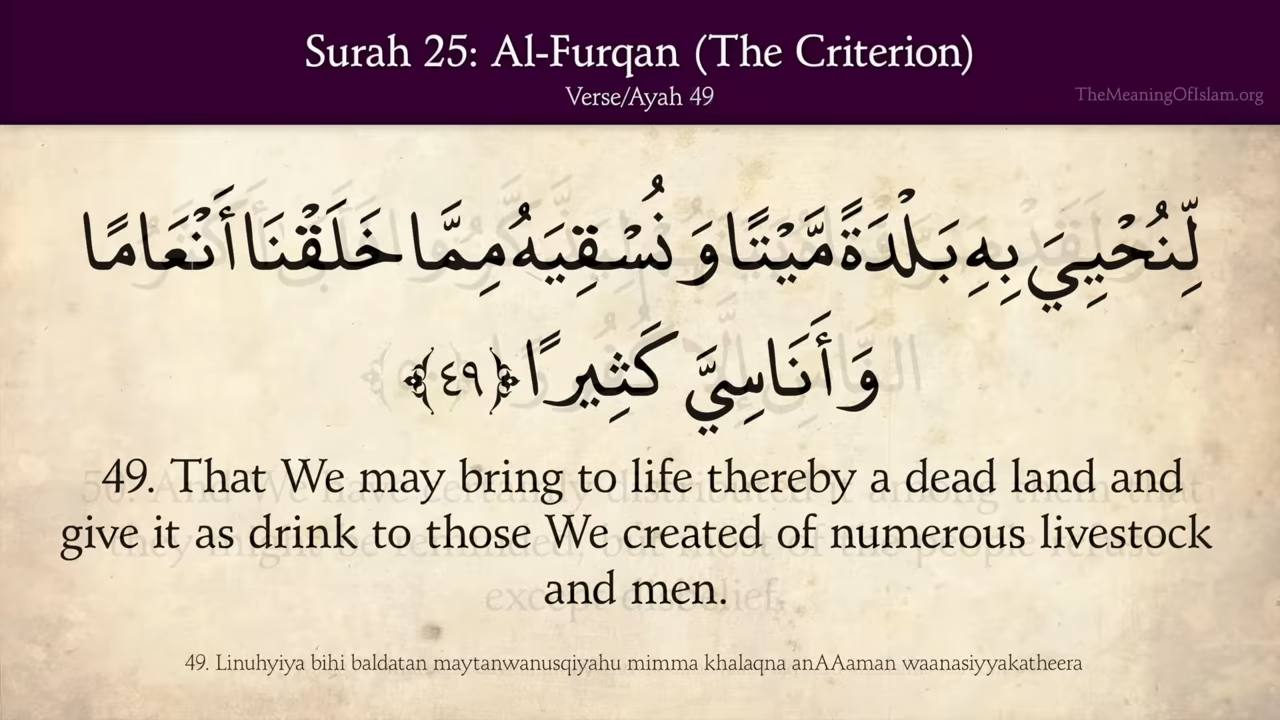 Surah 25: Al-Furqan (The Criterion)
Verse/Ayah 49
TheMeaningOfIslam.org
لِّنُحْيِيَ بِهِ بَلْدَةً مَّيْتًا وَنُسْقِيَهُ مِمَّا خَلَقْنَا أَنْعَامًا
وَأَنَاسِيَّ كَثِيرًا ﴿٤٩﴾
49. That We may bring to life thereby a dead land and
give it as drink to those We created of numerous livestock
and men.
except disbelief.
49. Linuhyiya bihi baldatan maytanwanusqiyahu mimma khalaqna anAAaman waanasiyyakatheera